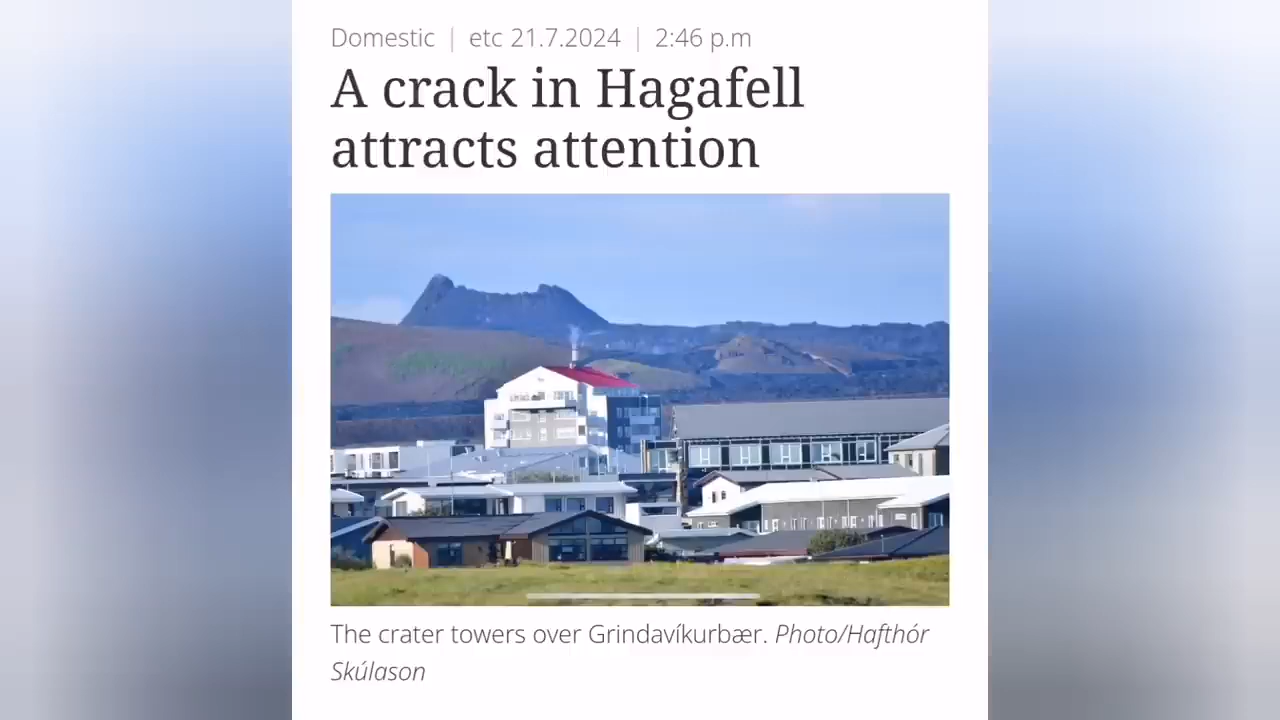 Domestic | etc 21.7.2024 | 2:46 p.m
A crack in Hagafell
attracts attention
The crater towers over Grindavíkurbær. Photo/Hafthór
Skúlason